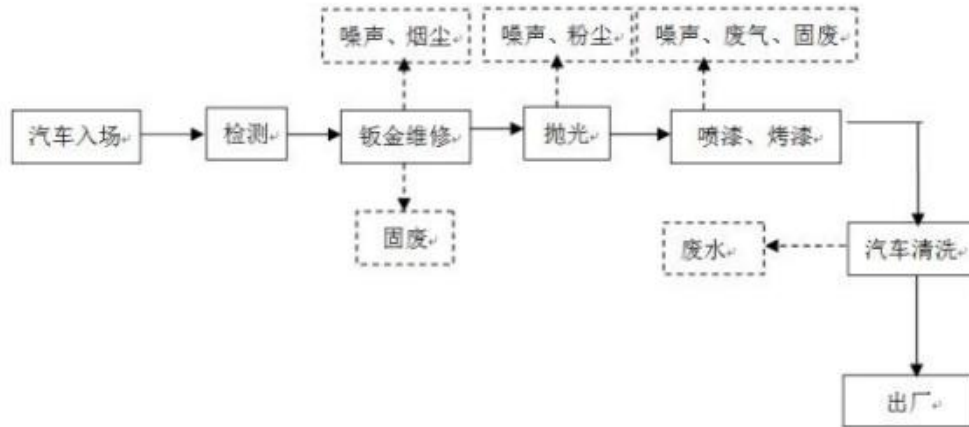 噪声、烟尘
噪声、粉尘
噪声、废气、固废
汽车入场
检测
钣金维修
抛光
喷漆、烤漆
固废
废水
汽车清洗
出厂